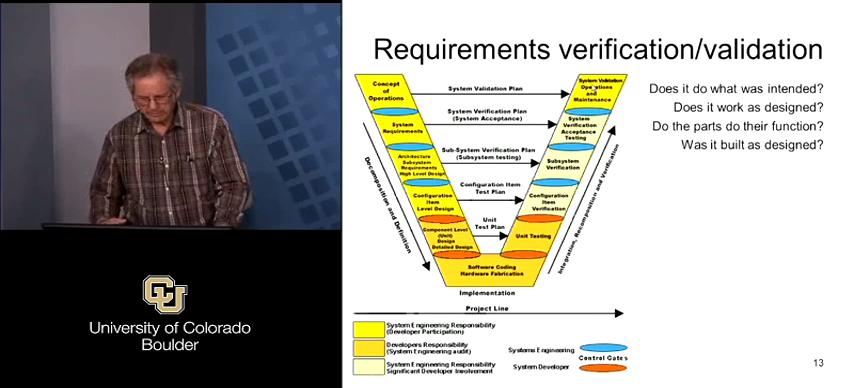 Requirements verification/validation
Concept
of
Operations
System Validation Plan
System Validation
Operations
and
Maintenance
Does it do what was intended?
Does it work as designed?
Do the parts do their function?
Was it built as designed?
System
Requirements
System Verification Plan
(System Acceptance)
System
Verification
Acceptance
Testing
Architecture
Subsystem
Requirements
High Level Design
Sub-System Verification Plan
(Subsystem testing)
Subsystem
Verification
Configuration
Item
Level Design
Configuration Item
Test Plan
Configuration
Item
Verification
Component Level
(Unit)
Design
Detailed Design
Unit
Test Plan
Unit Testing
Decomposition and Definition
Integration, Recomposition and Verification
Software Coding
Hardware Fabrication
Implementation
Project Line
System Engineering Responsibility
(Developer Participation)
Developers Responsibility
(System Engineering audit)
System Engineering Responsibility
Significant Developer Involvement
Systems Engineering
Control Gates
System Developer
13
CU
University of Colorado
Boulder